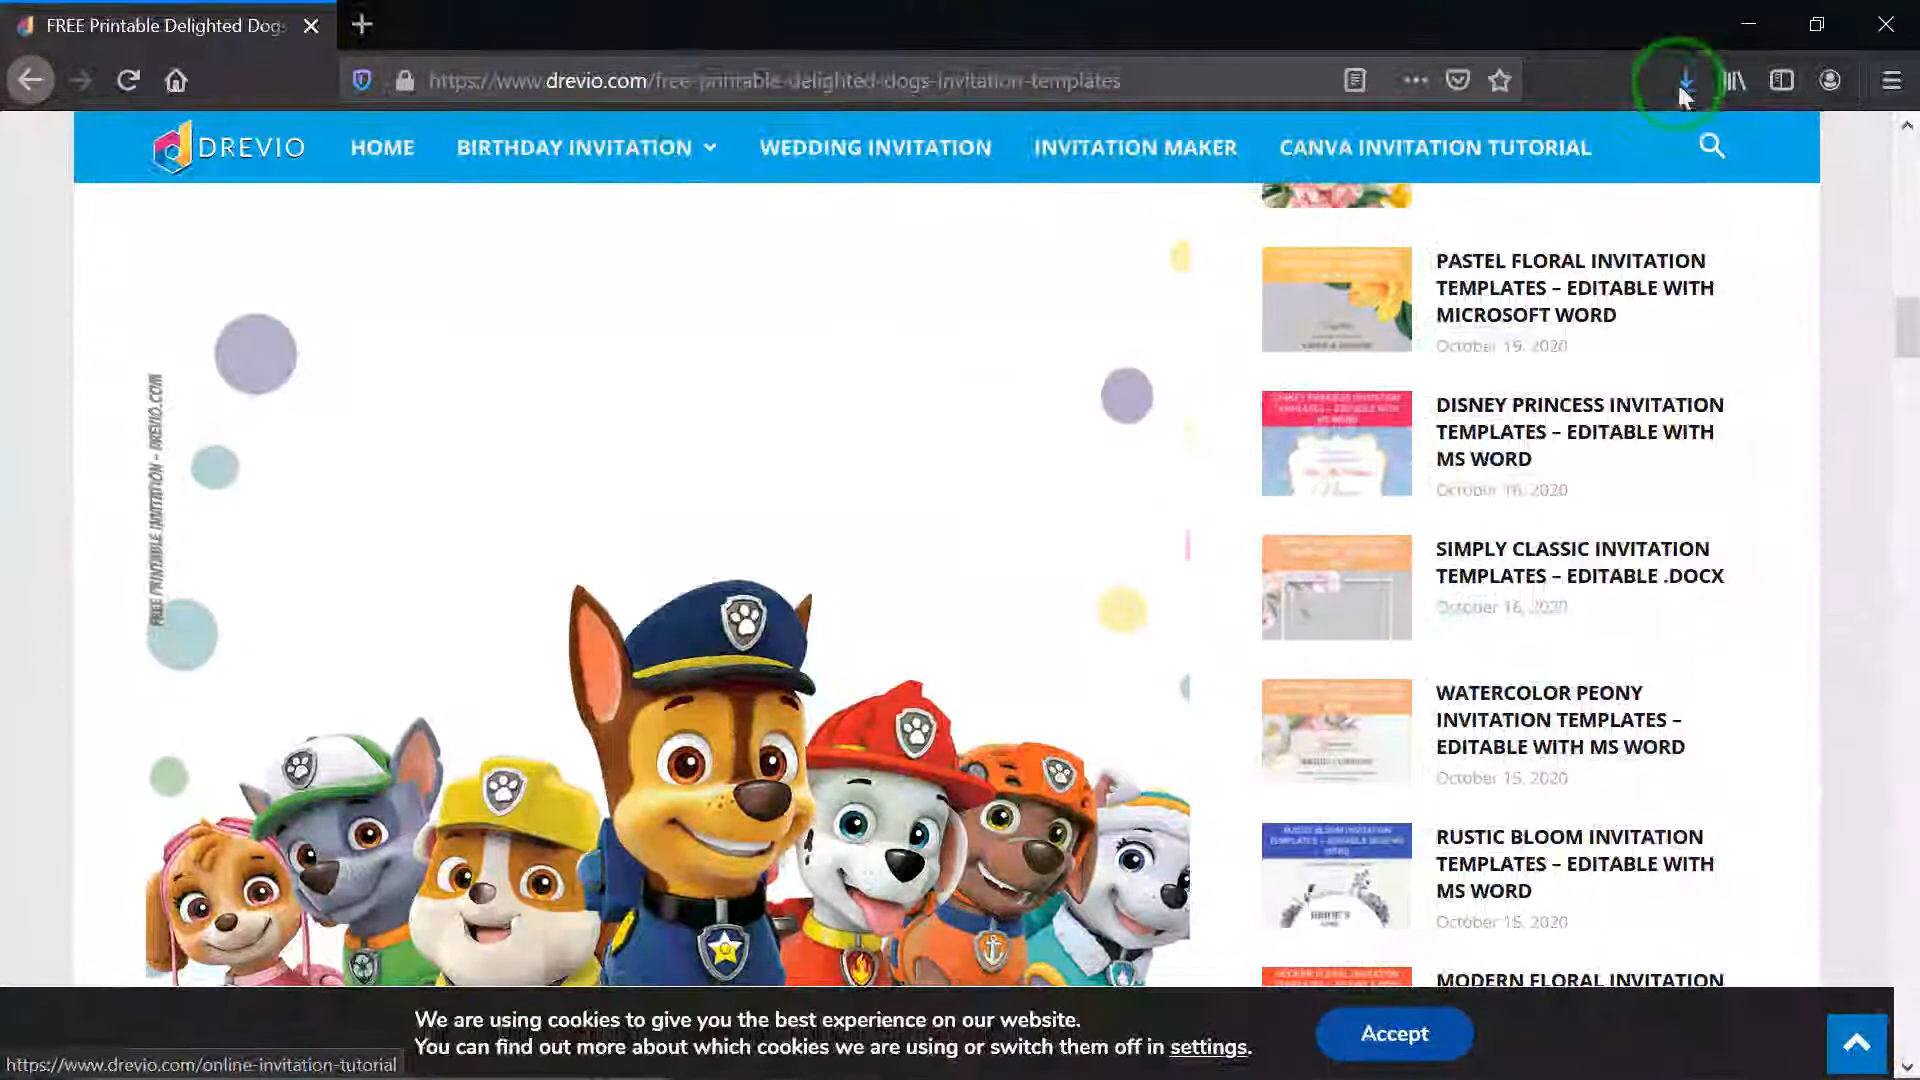 FREE Printable Delighted Dogs
https://www.drevio.com/free-printable-delighted-dogs-invitation-templates
DREVIO
HOME
BIRTHDAY INVITATION
WEDDING INVITATION
INVITATION MAKER
CANVA INVITATION TUTORIAL
FREE PRINTABLE INVITATION - DREVIO.COM
PASTEL FLORAL INVITATION
TEMPLATES – EDITABLE WITH
MICROSOFT WORD
October 19, 2020
DISNEY PRINCESS INVITATION
TEMPLATES – EDITABLE WITH
MS WORD
October 16, 2020
SIMPLY CLASSIC INVITATION
TEMPLATES – EDITABLE .DOCX
October 16, 2020
WATERCOLOR PEONY
INVITATION TEMPLATES –
EDITABLE WITH MS WORD
October 15, 2020
RUSTIC BLOOM INVITATION
TEMPLATES – EDITABLE WITH
MS WORD
October 15, 2020
MODERN FLORAL INVITATION
We are using cookies to give you the best experience on our website.
You can find out more about which cookies we are using or switch them off in settings.
Accept
https://www.drevio.com/online-invitation-tutorial